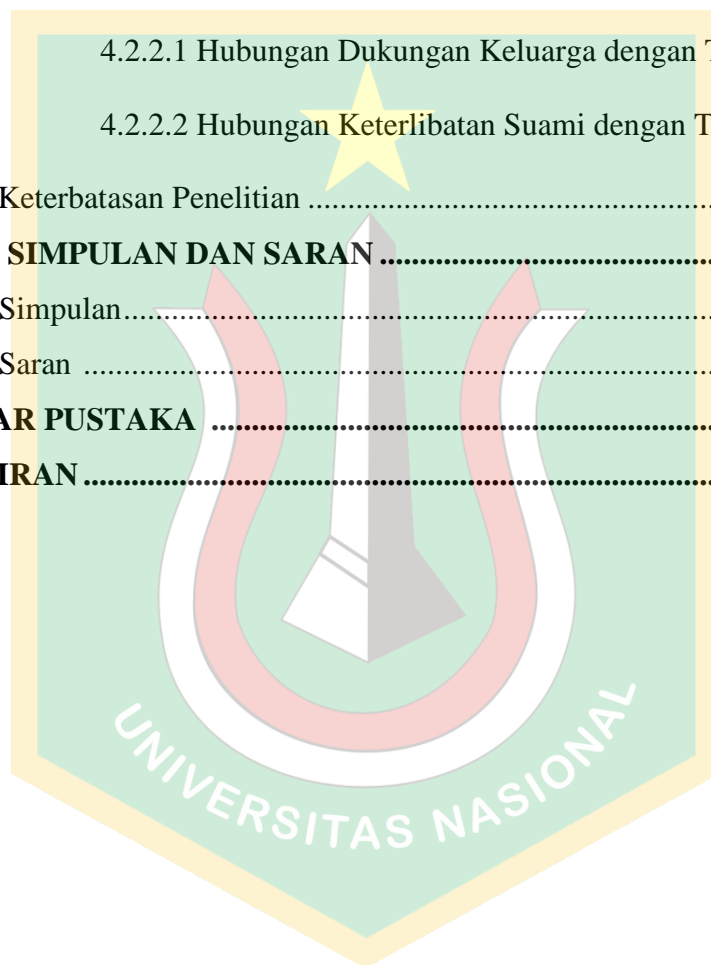 4.2.2.1 Hubungan Dukungan Keluarga dengan
4.2.2.2 Hubungan Keterlibatan Suami dengan
Keterbatasan Penelitian ..................................................
SIMPULAN DAN SARAN ..........................................
Simpulan..........................................................................
Saran ...............................................................................
AR PUSTAKA ...............................................................
IRAN ...............................................................................
UNIVERSITAS NASIONAL